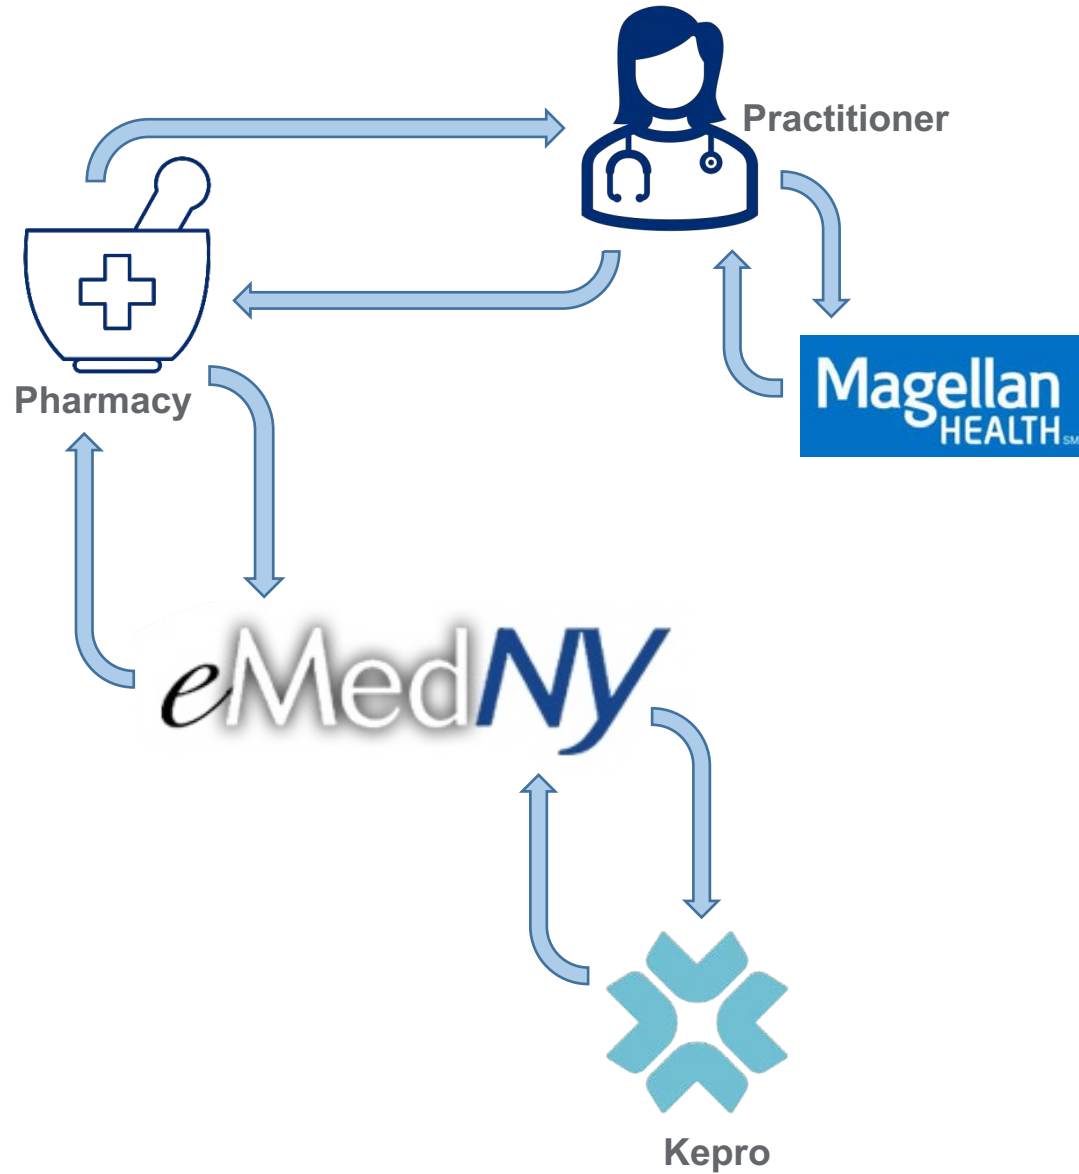 Practitioner
Magellan
HEALTH SM
Pharmacy
eMedNY
Kepro